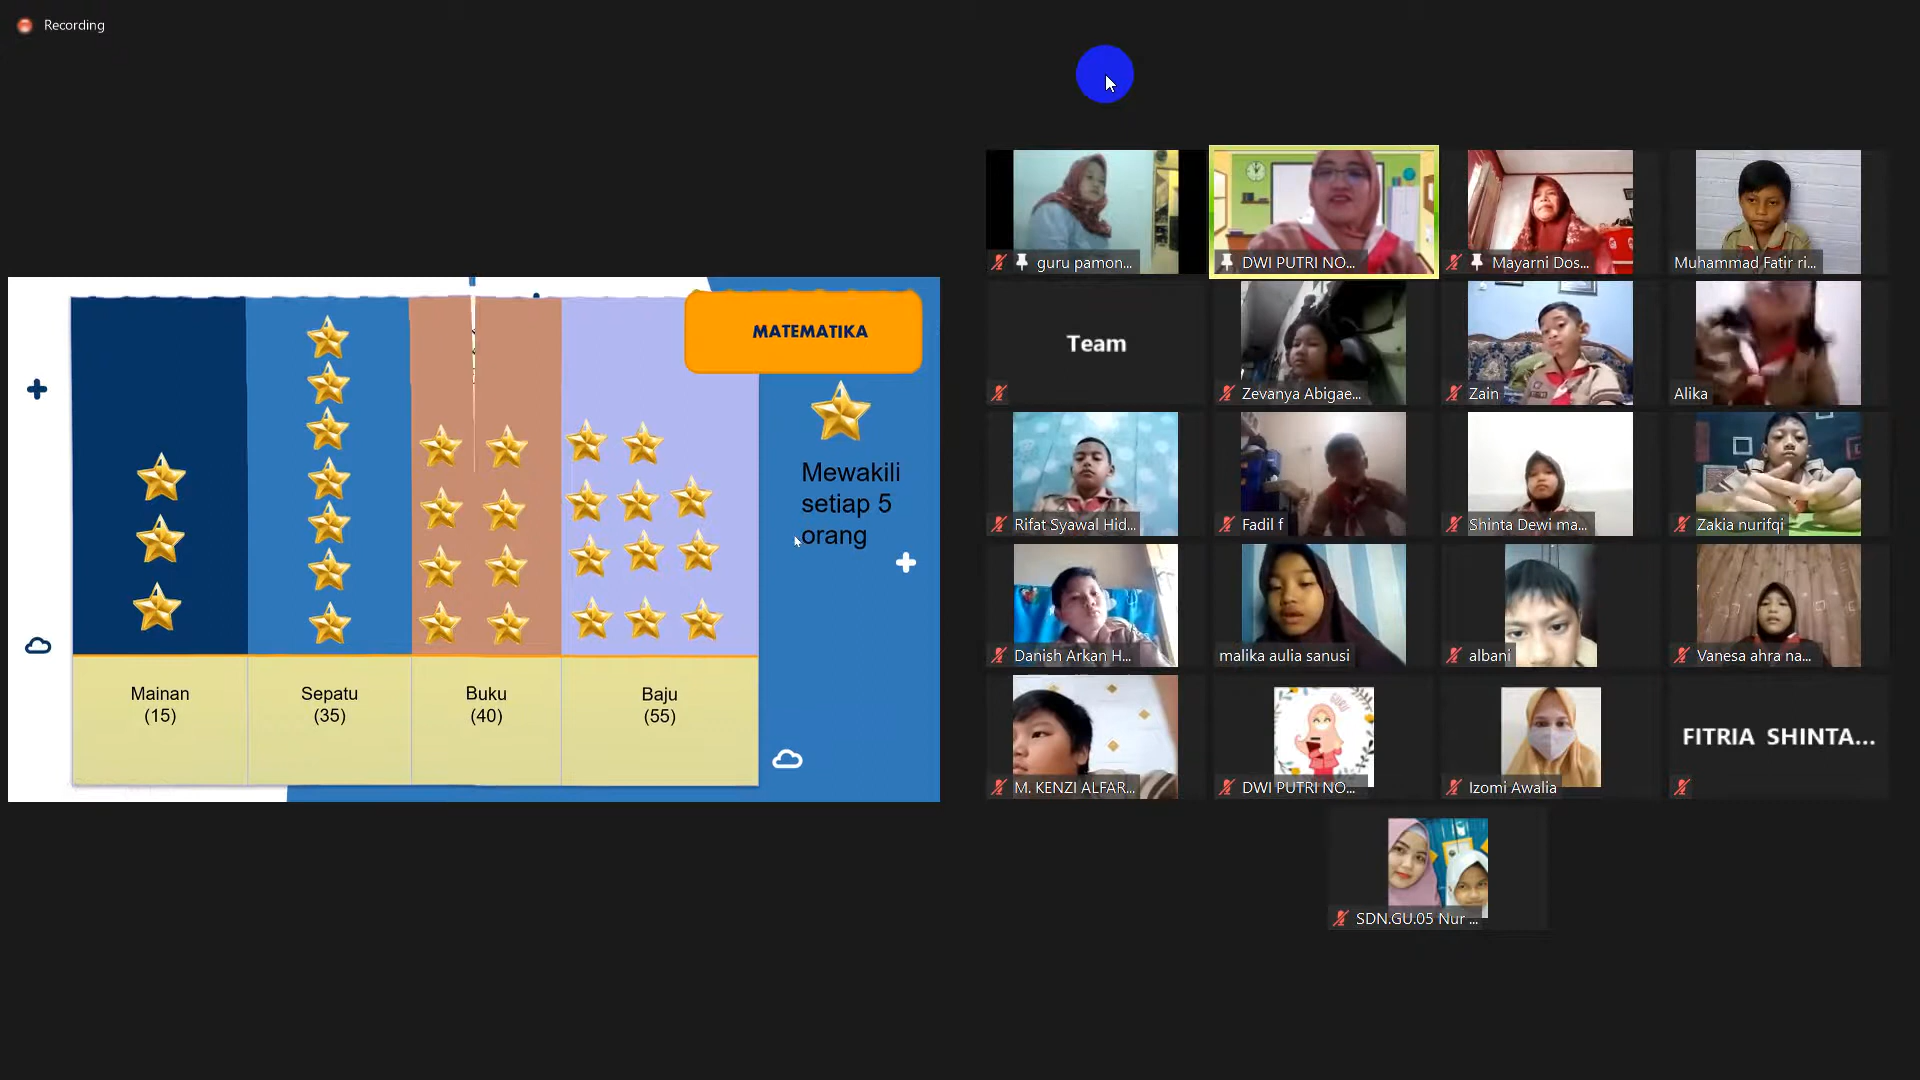 Recording
MATEMATIKA
Mewakili
setiap 5
orang
Mainan
(15)
Sepatu
(35)
Buku
(40)
Baju
(55)
guru pamon...
DWI PUTRI NO...
Mayarni Dos...
Muhammad Fatir ri...
Team
Zevanya Abigae...
Zain
Alika
Rifat Syawal Hid...
Fadil f
Shinta Dewi ma...
Zakia nurifqi
Danish Arkan H...
malika aulia sanusi
albani
Vanesa ahra na...
M. KENZI ALFAR...
DWI PUTRI NO...
Izomi Awalia
FITRIA SHINTA...
SDN.GU.05 Nur ...